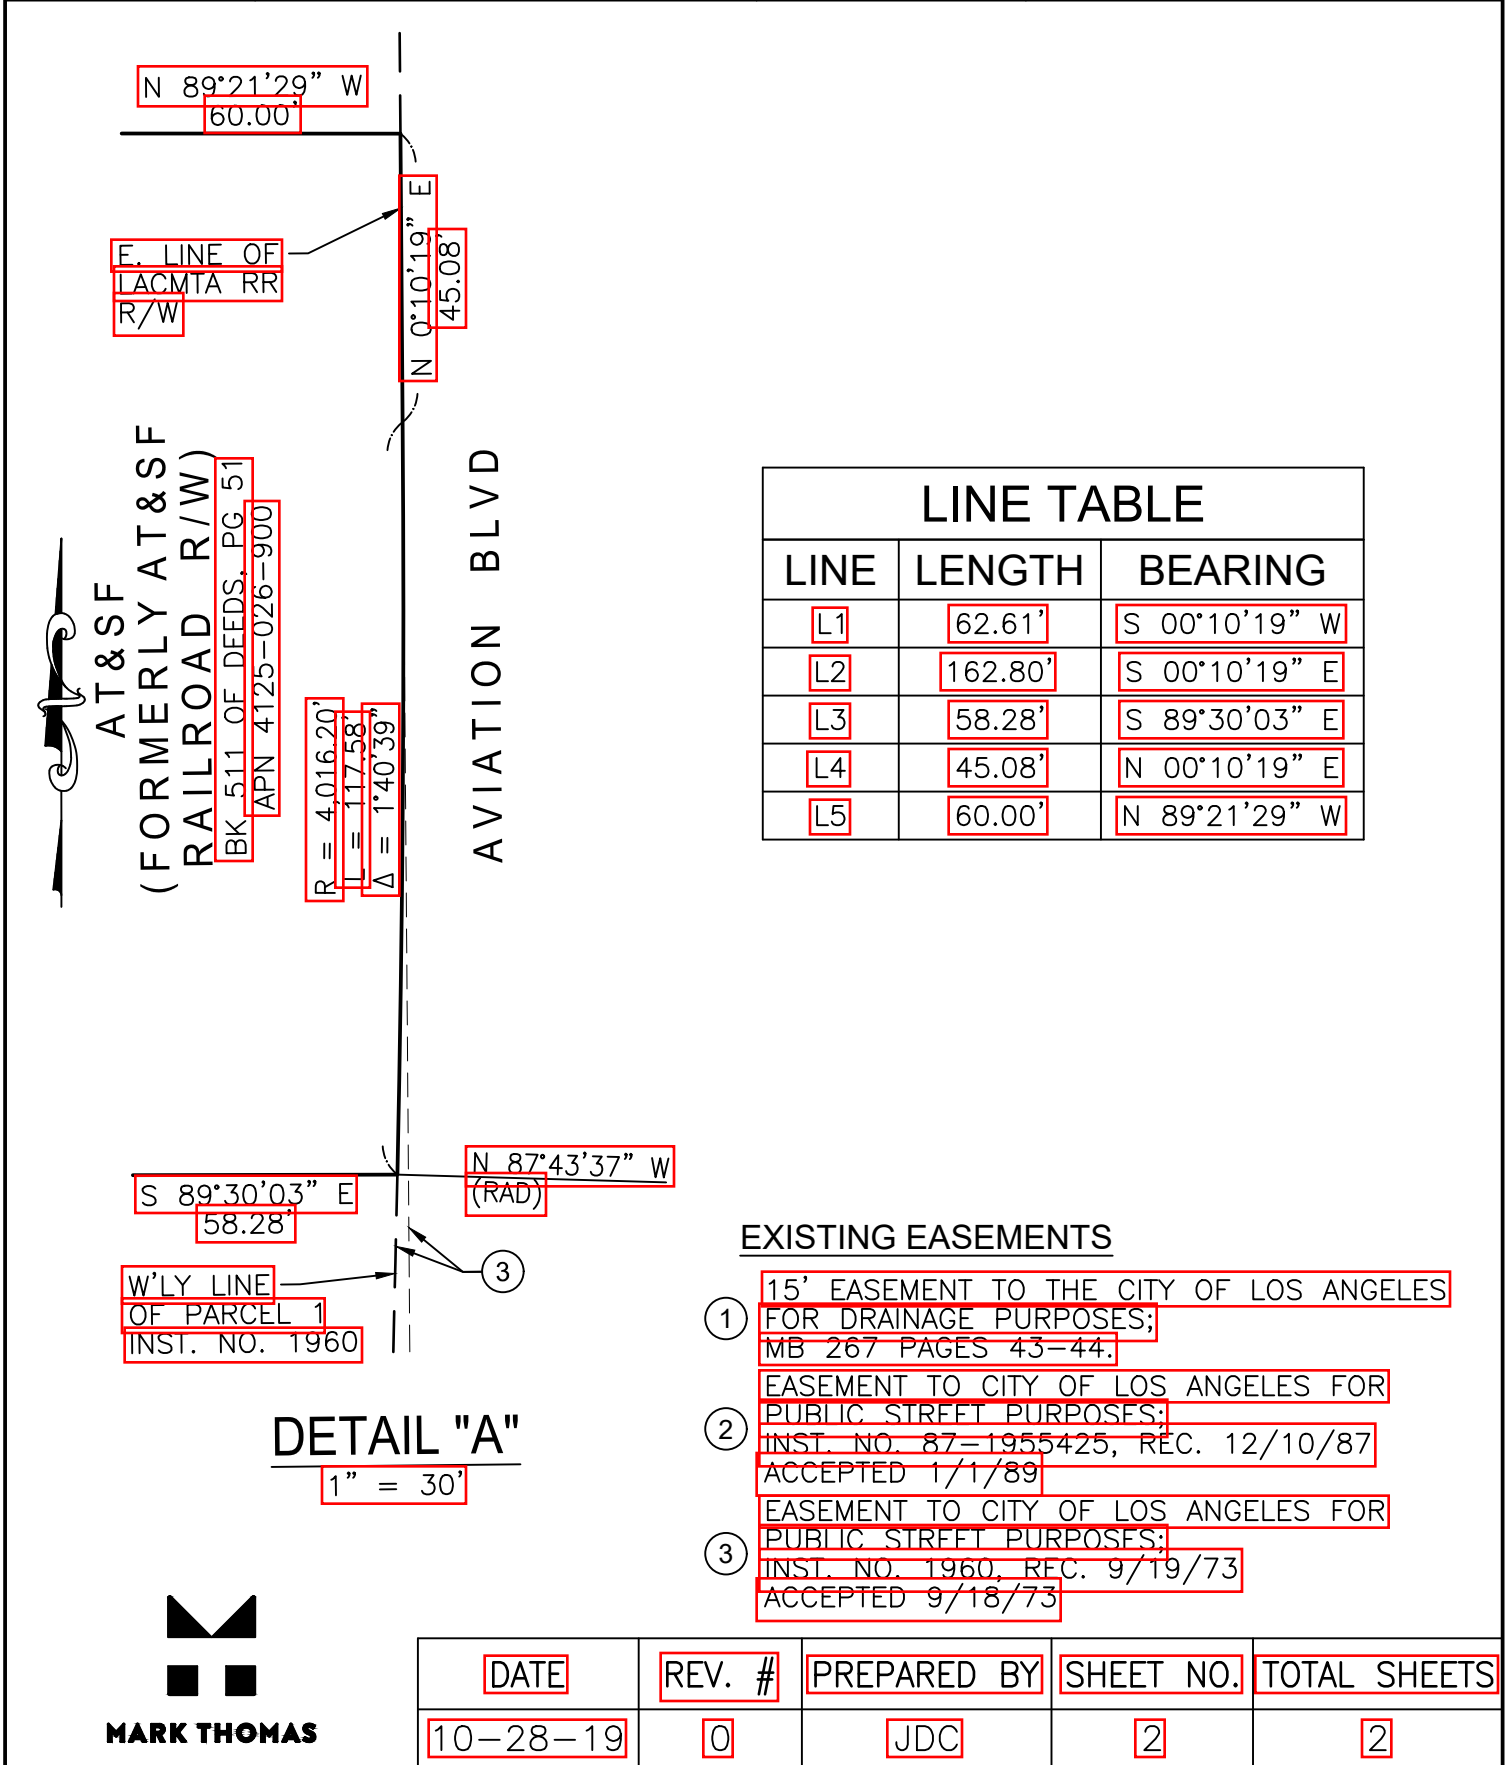 N 89°21'29" W
60.00'
E. LINE OF
LACMTA RR
R/W
N 0°10'19" E
45.08'
AT&SF
(FORMERLY AT&SF
RAILROAD R/W)
BK 511 OF DEEDS, PG 51
APN 4125-026-900
R = 4,016.20'
L = 117.58'
Δ = 1°40'39"
AVIATION BLVD
LINE TABLE
LINE LENGTH BEARING
L1 62.61' S 00°10'19" W
L2 162.80' S 00°10'19" E
L3 58.28' S 89°30'03" E
L4 45.08' N 00°10'19" E
L5 60.00' N 89°21'29" W
N 87°43'37" W
(RAD)
S 89°30'03" E
58.28'
3
W'LY LINE
OF PARCEL 1
INST. NO. 1960
DETAIL "A"
1" = 30'
EXISTING EASEMENTS
1
15' EASEMENT TO THE CITY OF LOS ANGELES
FOR DRAINAGE PURPOSES;
MB 267 PAGES 43-44.
2
EASEMENT TO CITY OF LOS ANGELES FOR
PUBLIC STREET PURPOSES;
INST. NO. 87-1955425, REC. 12/10/87
ACCEPTED 1/1/89
3
EASEMENT TO CITY OF LOS ANGELES FOR
PUBLIC STREET PURPOSES;
INST. NO. 1960, REC. 9/19/73
ACCEPTED 9/18/73
MARK THOMAS
DATE REV. # PREPARED BY SHEET NO. TOTAL SHEETS
10-28-19 0 JDC 2 2